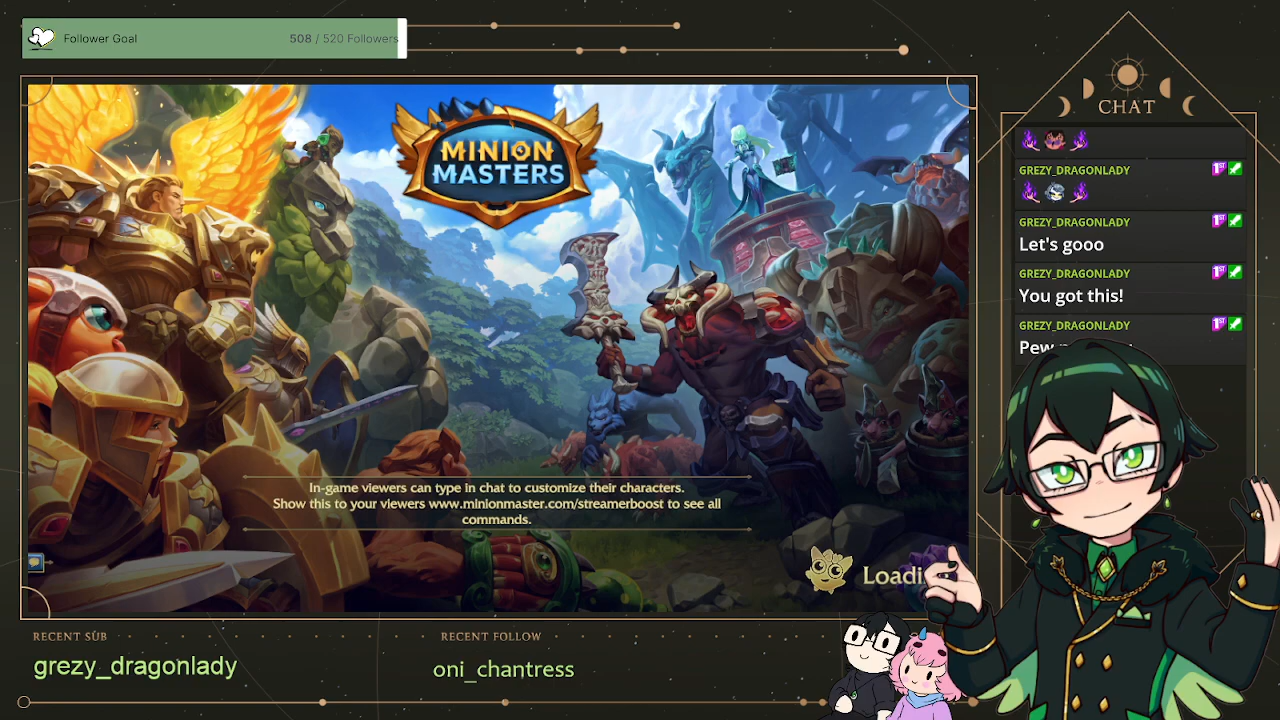 Follower Goal
508 / 520 Followers
CHAT
MINION
MASTERS
GREZY_DRAGONLADY
GREZY_DRAGONLADY
Let's gooo
GREZY_DRAGONLADY
You got this!
GREZY_DRAGONLADY
Pew
In-game viewers can type in chat to customize their characters.
Show this to your viewers www.minionmaster.com/streamerboost to see all
commands.
Loadi
RECENT SUB
grezy_dragonlady
RECENT FOLLOW
oni_chantress